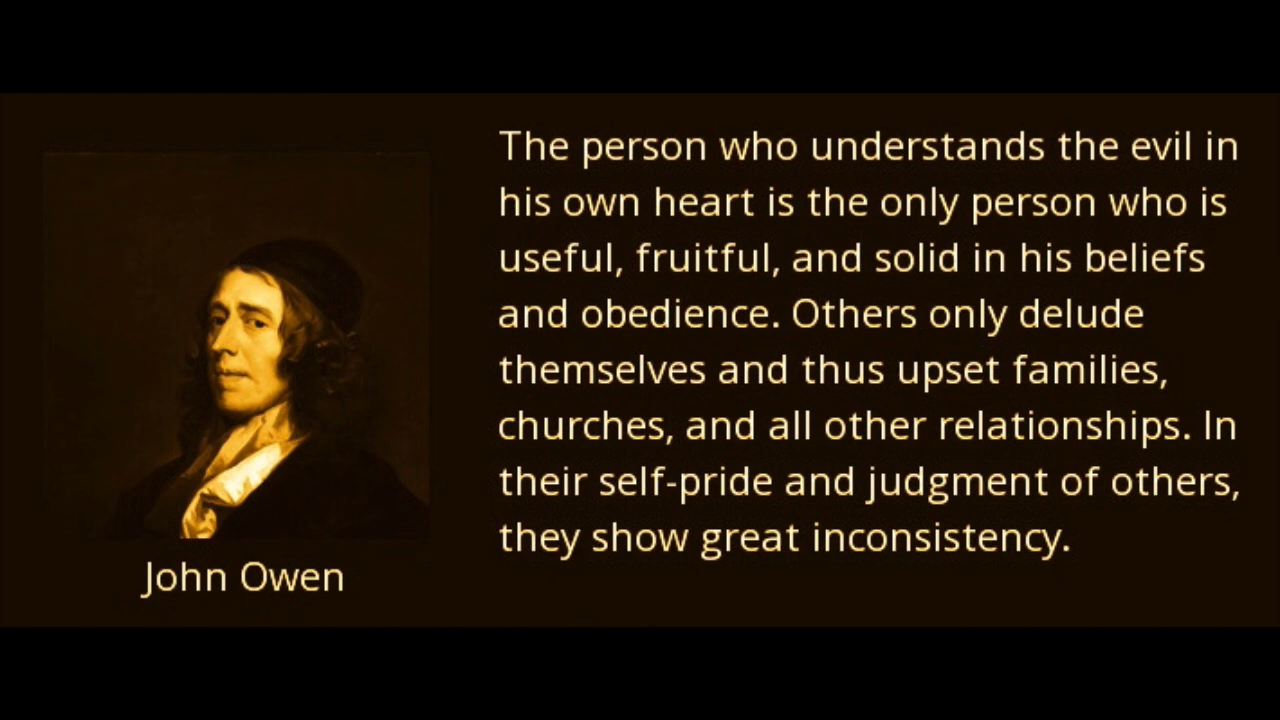 The person who understands the evil in
his own heart is the only person who is
useful, fruitful, and solid in his beliefs
and obedience. Others only delude
themselves and thus upset families,
churches, and all other relationships. In
their self-pride and judgment of others,
they show great inconsistency.
John Owen